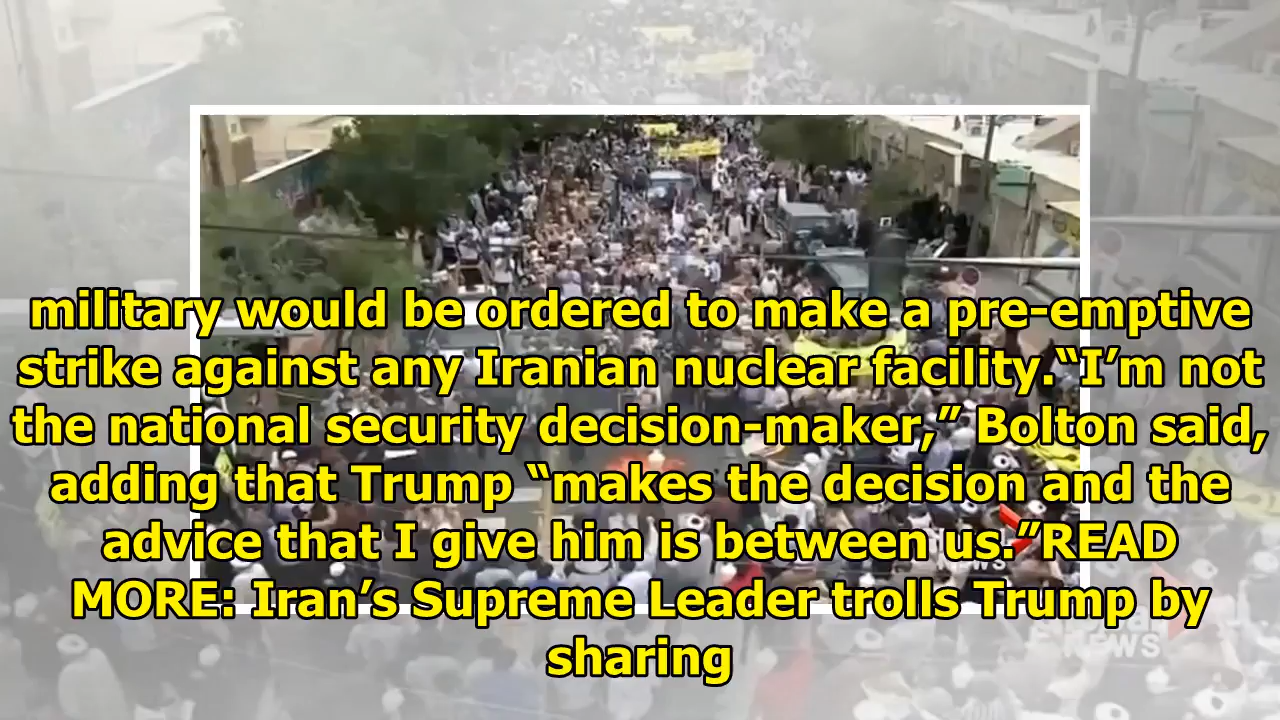 military would be ordered to make a pre-emptive
strike against any Iranian nuclear facility.“I’m not
the national security decision-maker,” Bolton said,
adding that Trump “makes the decision and the
advice that I give him is between us.”READ
MORE: Iran’s Supreme Leader trolls Trump by
sharing
NEWS